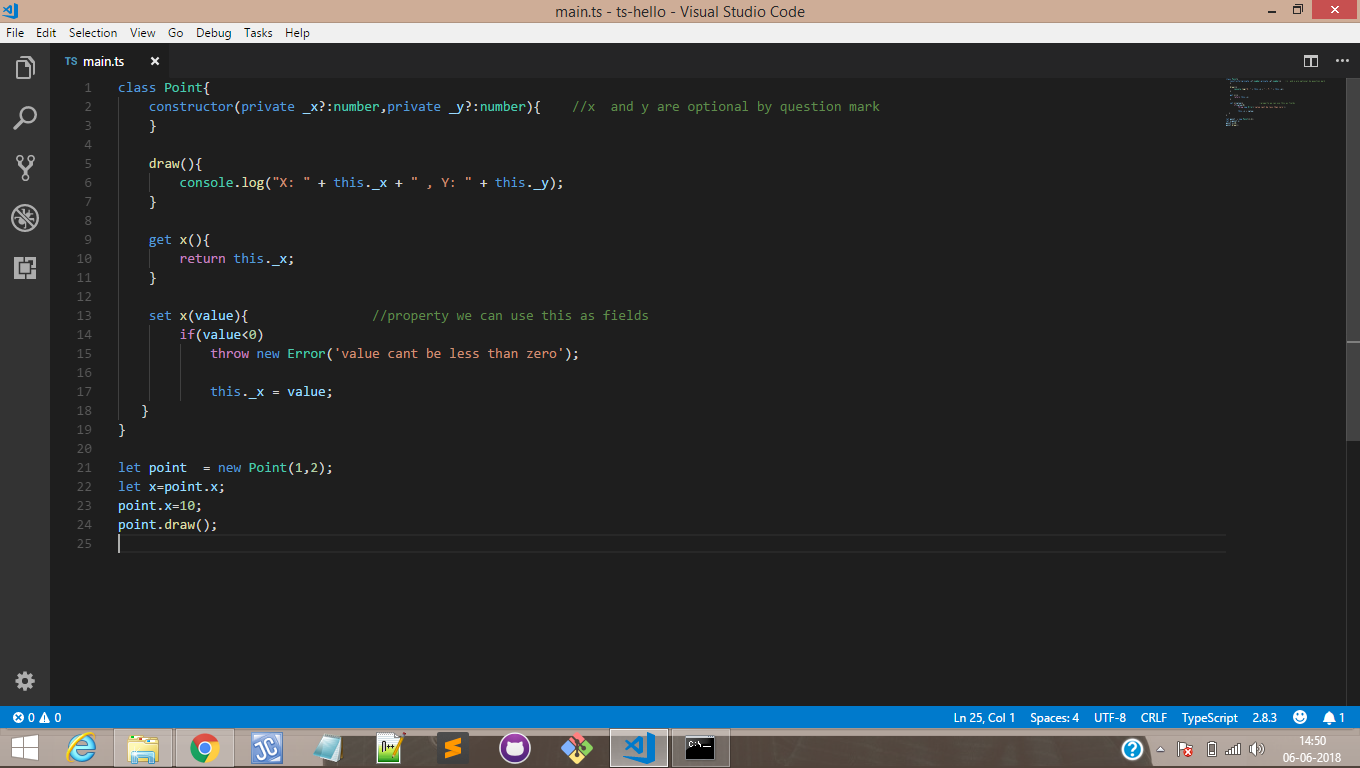 main.ts - ts-hello - Visual Studio Code
File Edit Selection View Go Debug Tasks Help
TS main.ts
1 class Point{
2 constructor(private _x?:number,private _y?:number){ //x and y are optional by question mark
3 }
4
5 draw(){
6 console.log("X: " + this._x + " , Y: " + this._y);
7 }
8
9 get x(){
10 return this._x;
11 }
12
13 set x(value){ //property we can use this as fields
14 if(value<0)
15 throw new Error('value cant be less than zero');
16
17 this._x = value;
18 }
19 }
20
21 let point = new Point(1,2);
22 let x=point.x;
23 point.x=10;
24 point.draw();
25
0 0 Ln 25, Col 1 Spaces: 4 UTF-8 CRLF TypeScript 2.8.3 1
JC
C:\
14:50
06-06-2018